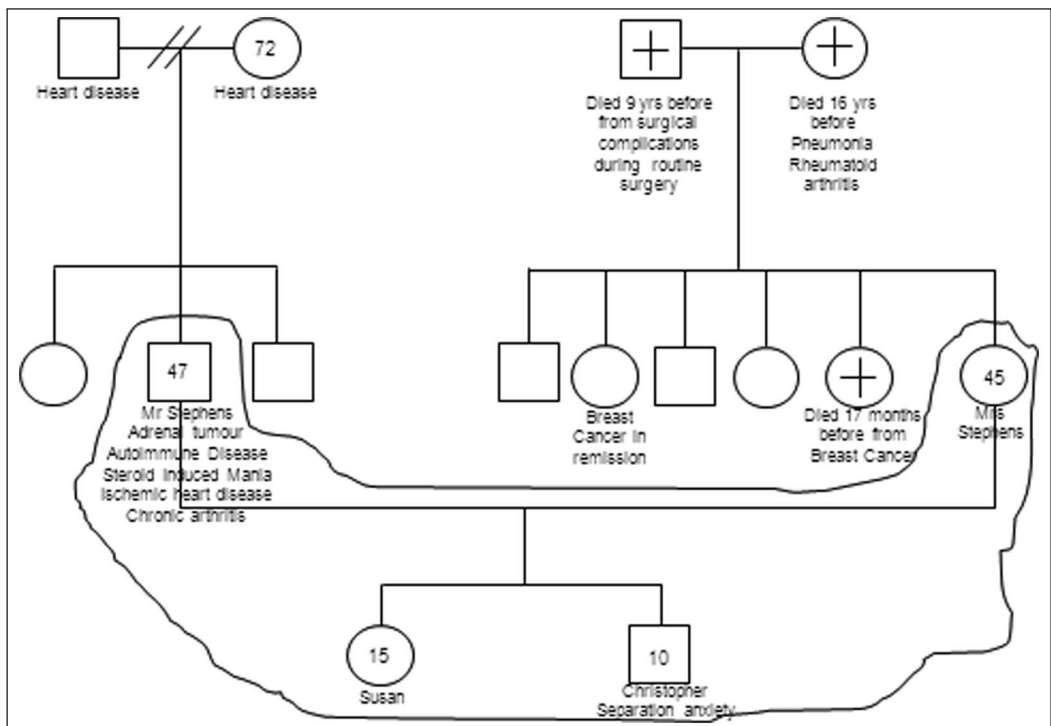 72
Heart disease
Heart disease
Died 9 yrs before
from surgical
complications
during routine
surgery
Died 16 yrs
before
Pneumonia
Rheumatoid
arthritis
47
Mr Stephens
Adrenal tumour
Autoimmune Disease
Steroid Induced Mania
Ischemic heart disease
Chronic arthritis
Breast
Cancer in
remission
Died 17 months
before from
Breast Cancer
45
Mrs
Stephens
15
Susan
10
Christopher
Separation anxiety